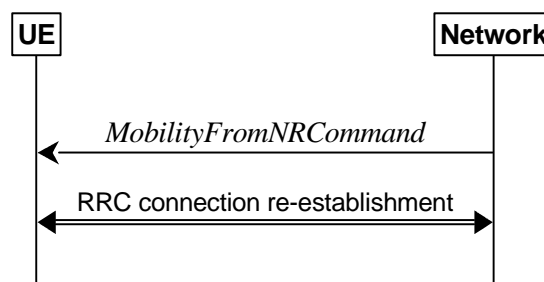 UE
Network
MobilityFromNRCommand
RRC connection re-establishment